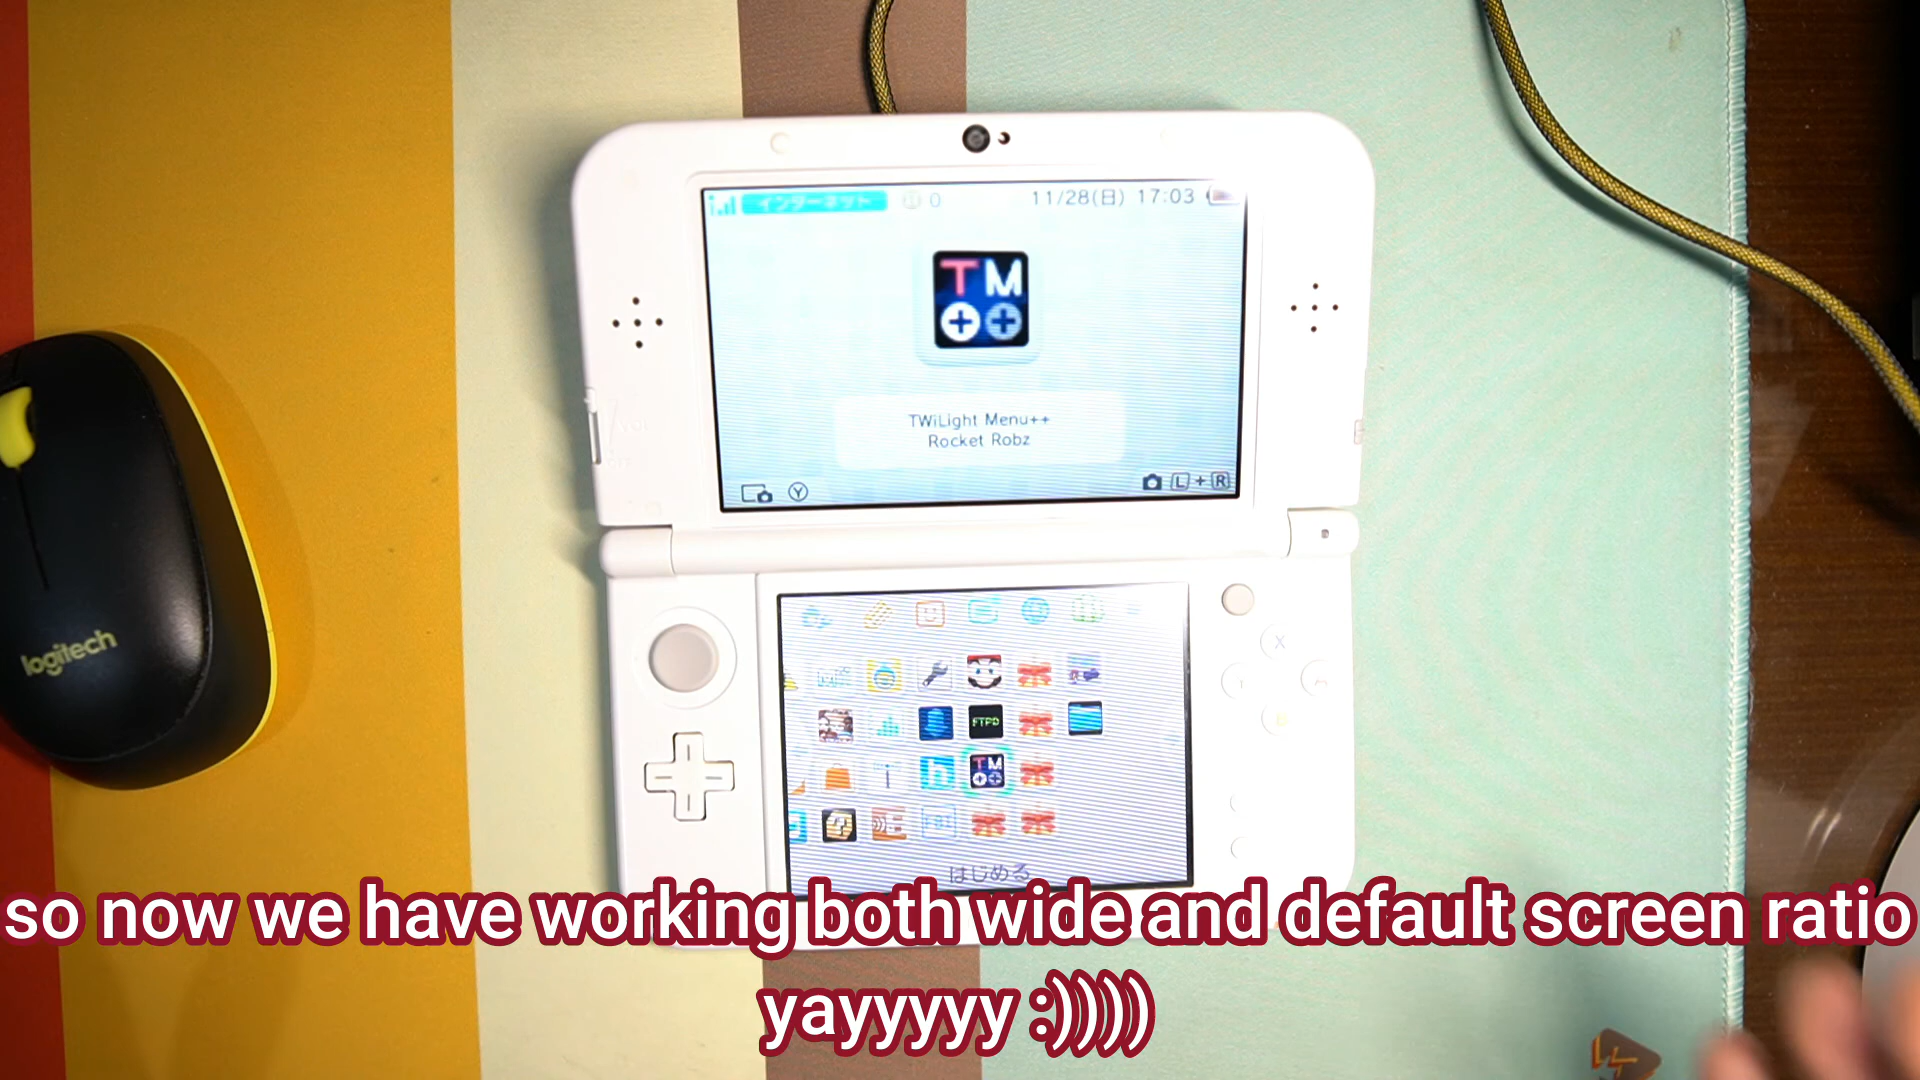 インターネット
0
11/28(日) 17:03
T M
TWiLight Menu++
Rocket Robz
Y
L + R
logitech
X
FTPD
TM
h
?
FBI
はじめる
so now we have working both wide and default screen ratio
yayyyyy :)))))